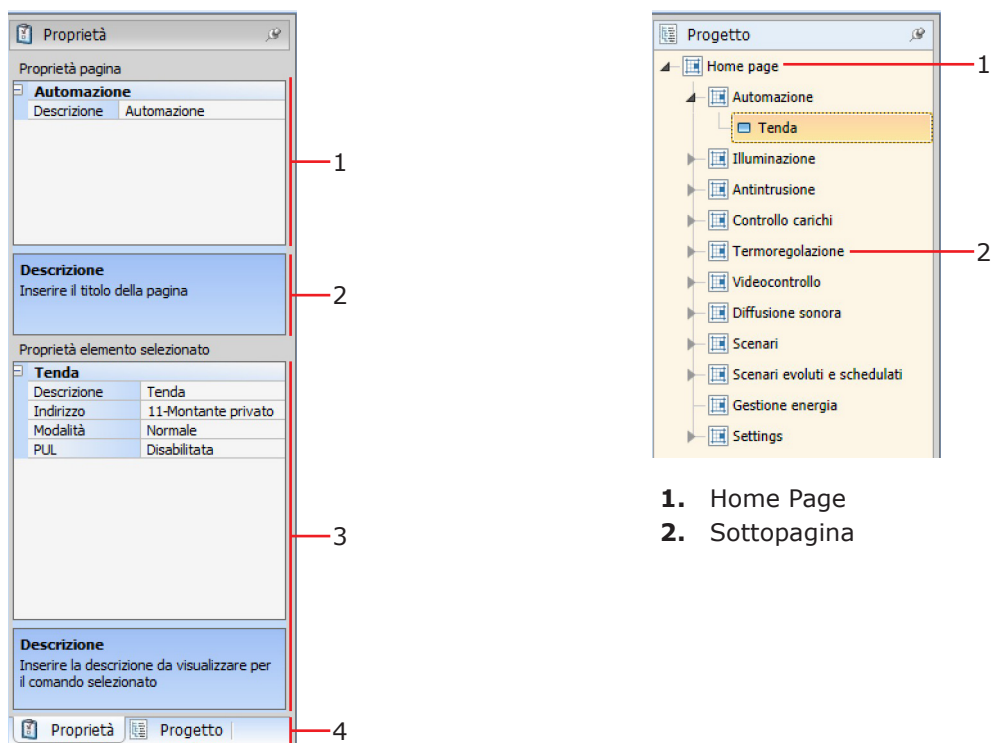 Proprietà
Proprietà pagina
Automazione
Descrizione Automazione
1
Descrizione
Inserire il titolo della pagina
2
Proprietà elemento selezionato
Tenda
Descrizione Tenda
Indirizzo 11-Montante privato
Modalità Normale
PUL Disabilitata
3
Descrizione
Inserire la descrizione da visualizzare per
il comando selezionato
Proprietà Progetto
4
Progetto
Home page
1
Automazione
Tenda
Illuminazione
Antintrusione
Controllo carichi
Termoregolazione
2
Videocontrollo
Diffusione sonora
Scenari
Scenari evoluti e schedulati
Gestione energia
Settings
1. Home Page
2. Sottopagina